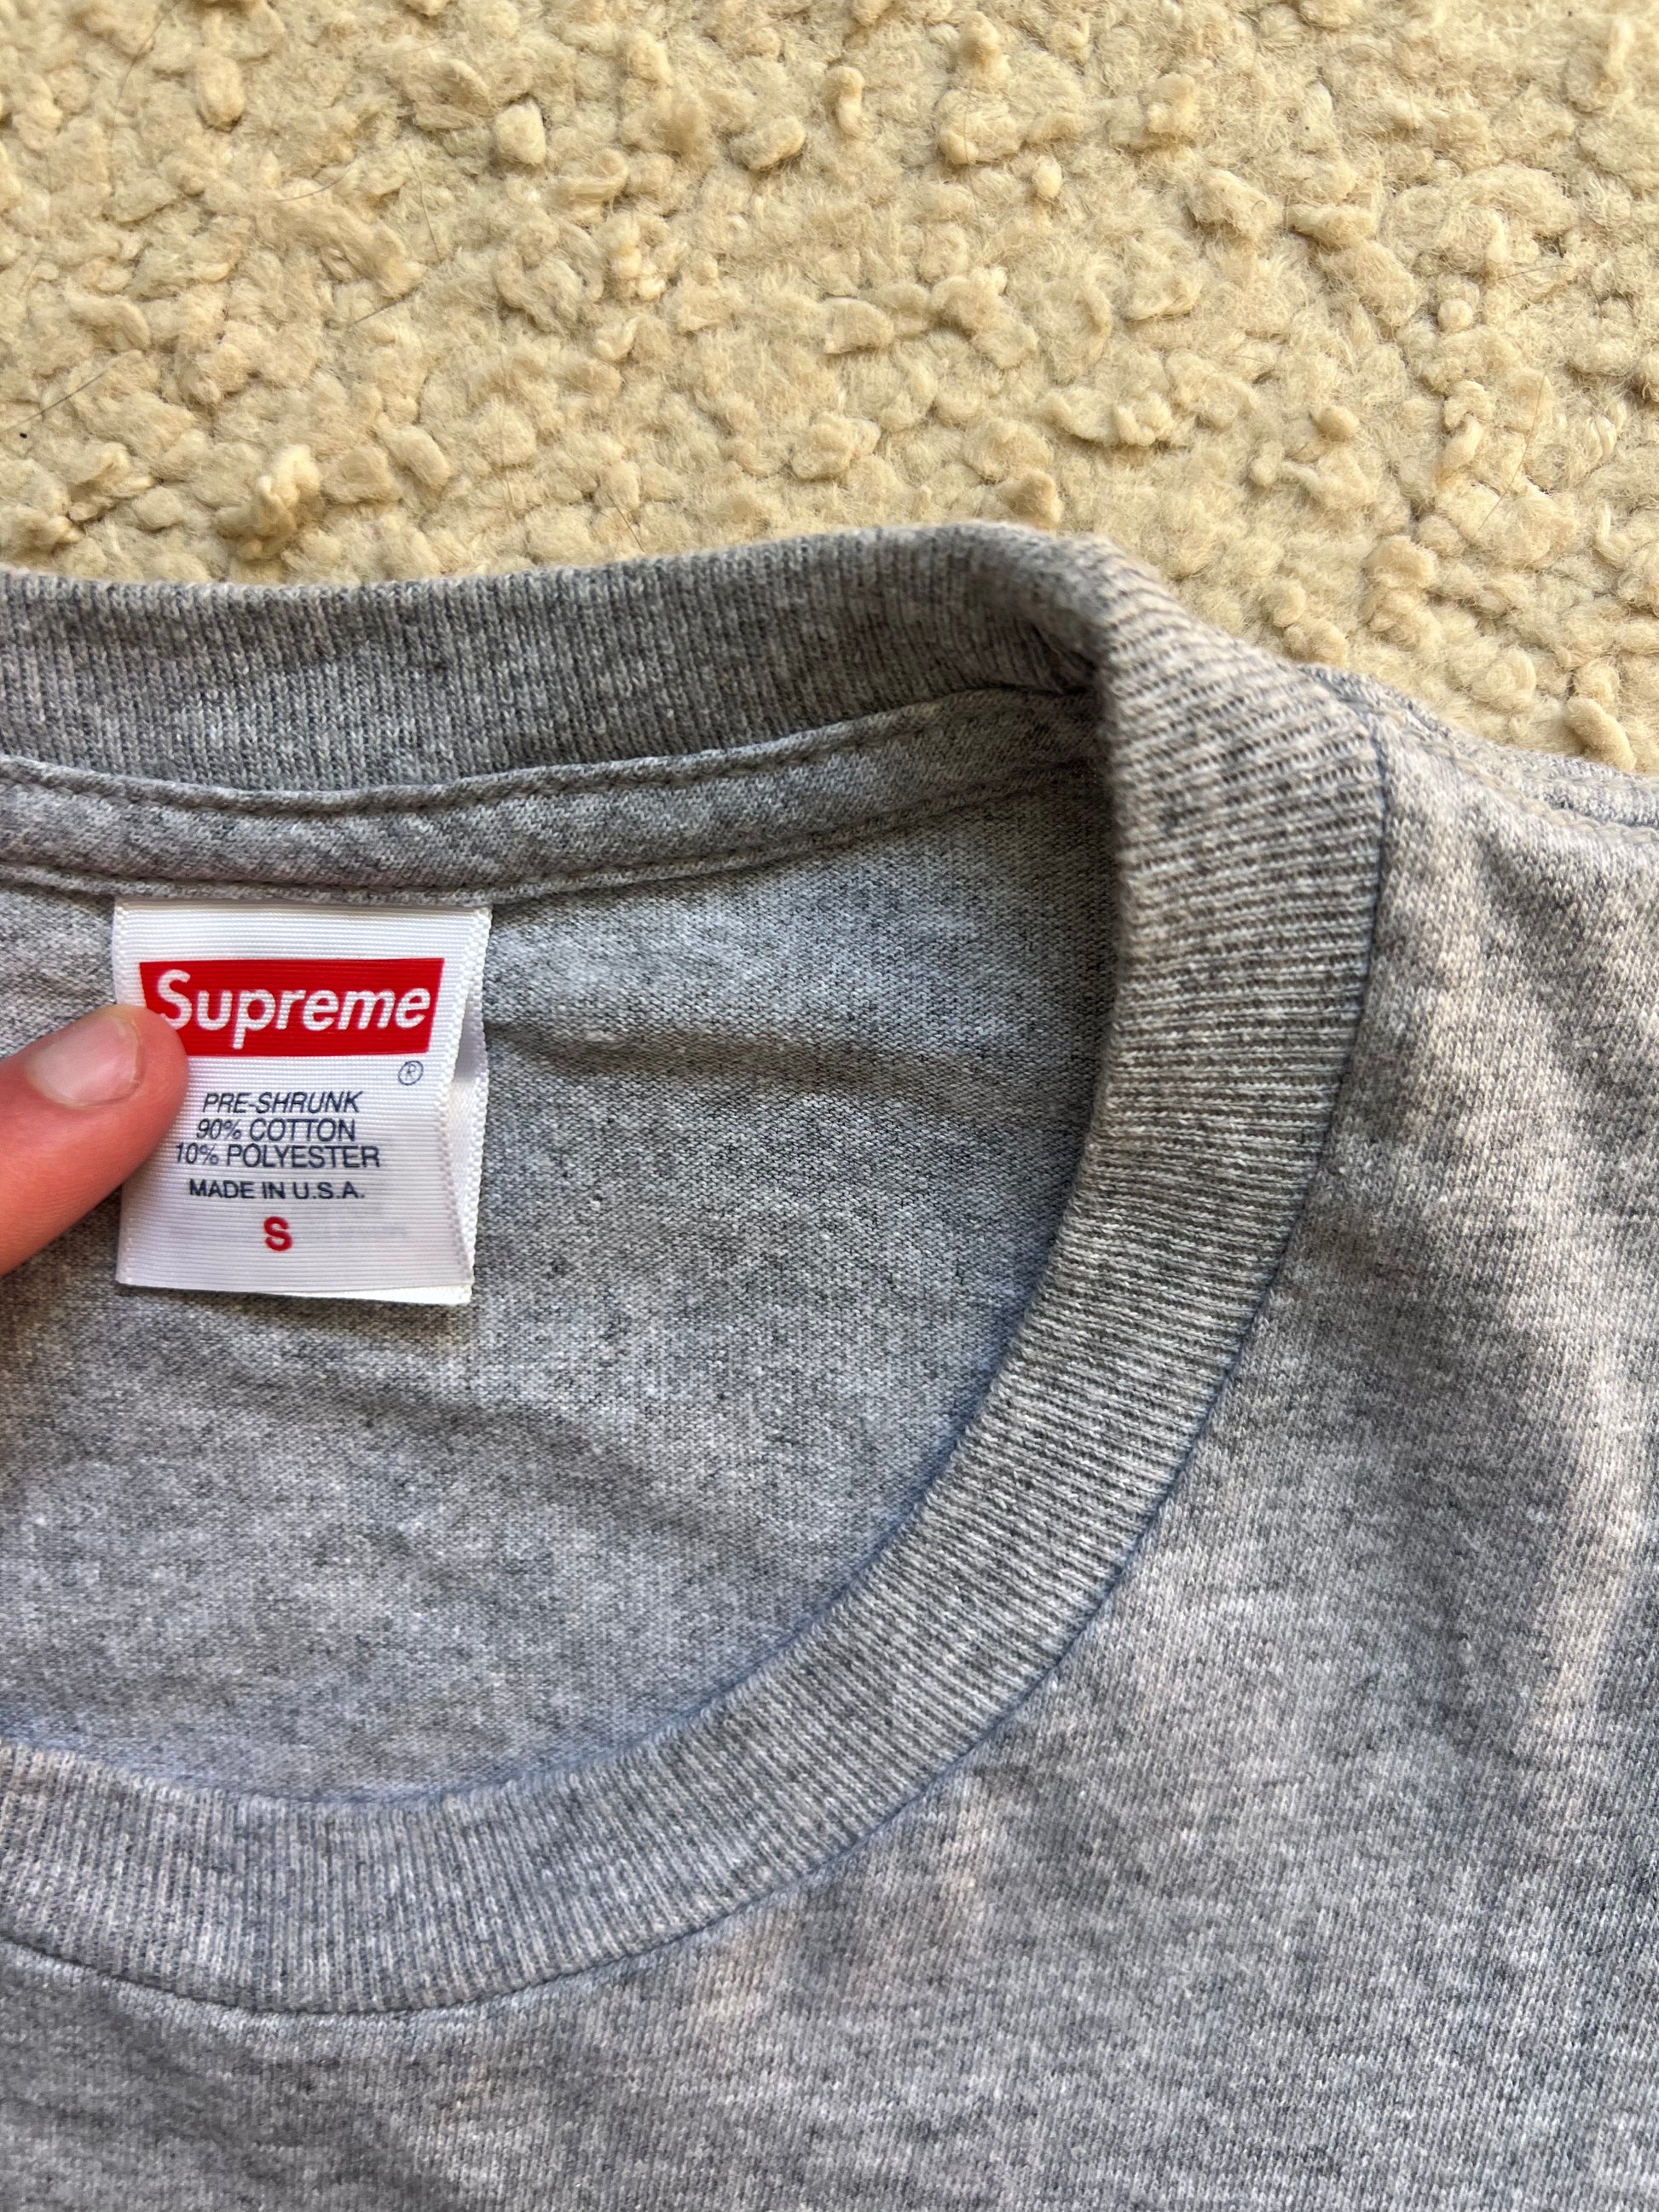 Supreme
®
PRE-SHRUNK
90% COTTON
10% POLYESTER
MADE IN U.S.A.
S